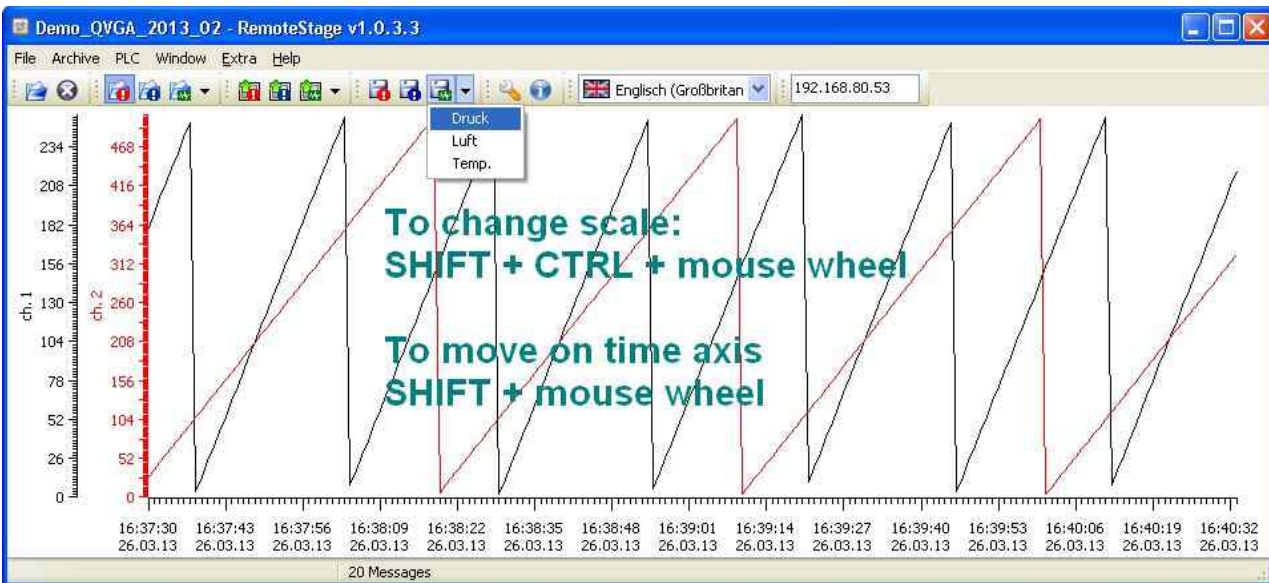 Demo_QVGA_2013_02 - RemoteStage v1.0.3.3
File Archive PLC Window Extra Help
Englisch (Großbritan
192.168.80.53
Druck
Luft
Temp.
234
208
182
156
130
104
78
52
26
0
ch. 1
468
416
364
312
260
208
156
104
52
0
ch. 2
To change scale:
SHIFT + CTRL + mouse wheel
To move on time axis
SHIFT + mouse wheel
16:37:30 16:37:43 16:37:56 16:38:09 16:38:22 16:38:35 16:38:48 16:39:01 16:39:14 16:39:27 16:39:40 16:39:53 16:40:06 16:40:19 16:40:32
26.03.13 26.03.13 26.03.13 26.03.13 26.03.13 26.03.13 26.03.13 26.03.13 26.03.13 26.03.13 26.03.13 26.03.13 26.03.13 26.03.13 26.03.13
20 Messages